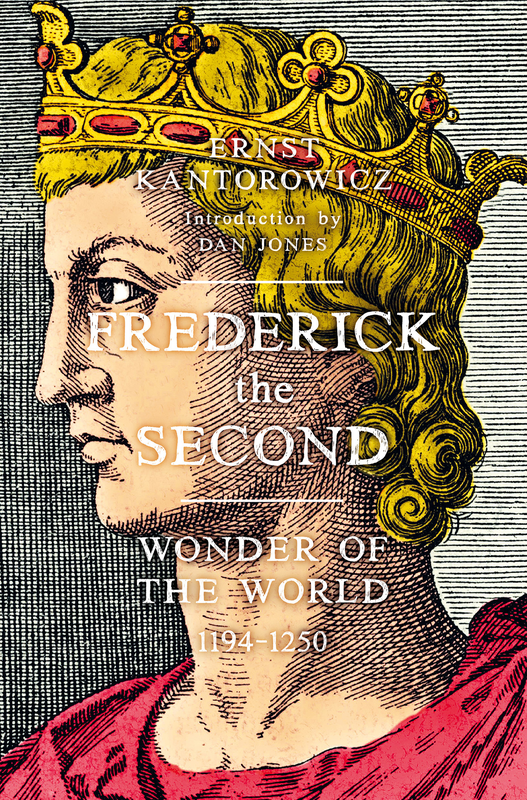 ERNST
KANTOROWICZ
Introduction by
DAN JONES
FREDERICK
the
SECOND
WONDER OF
THE WORLD
1194–1250